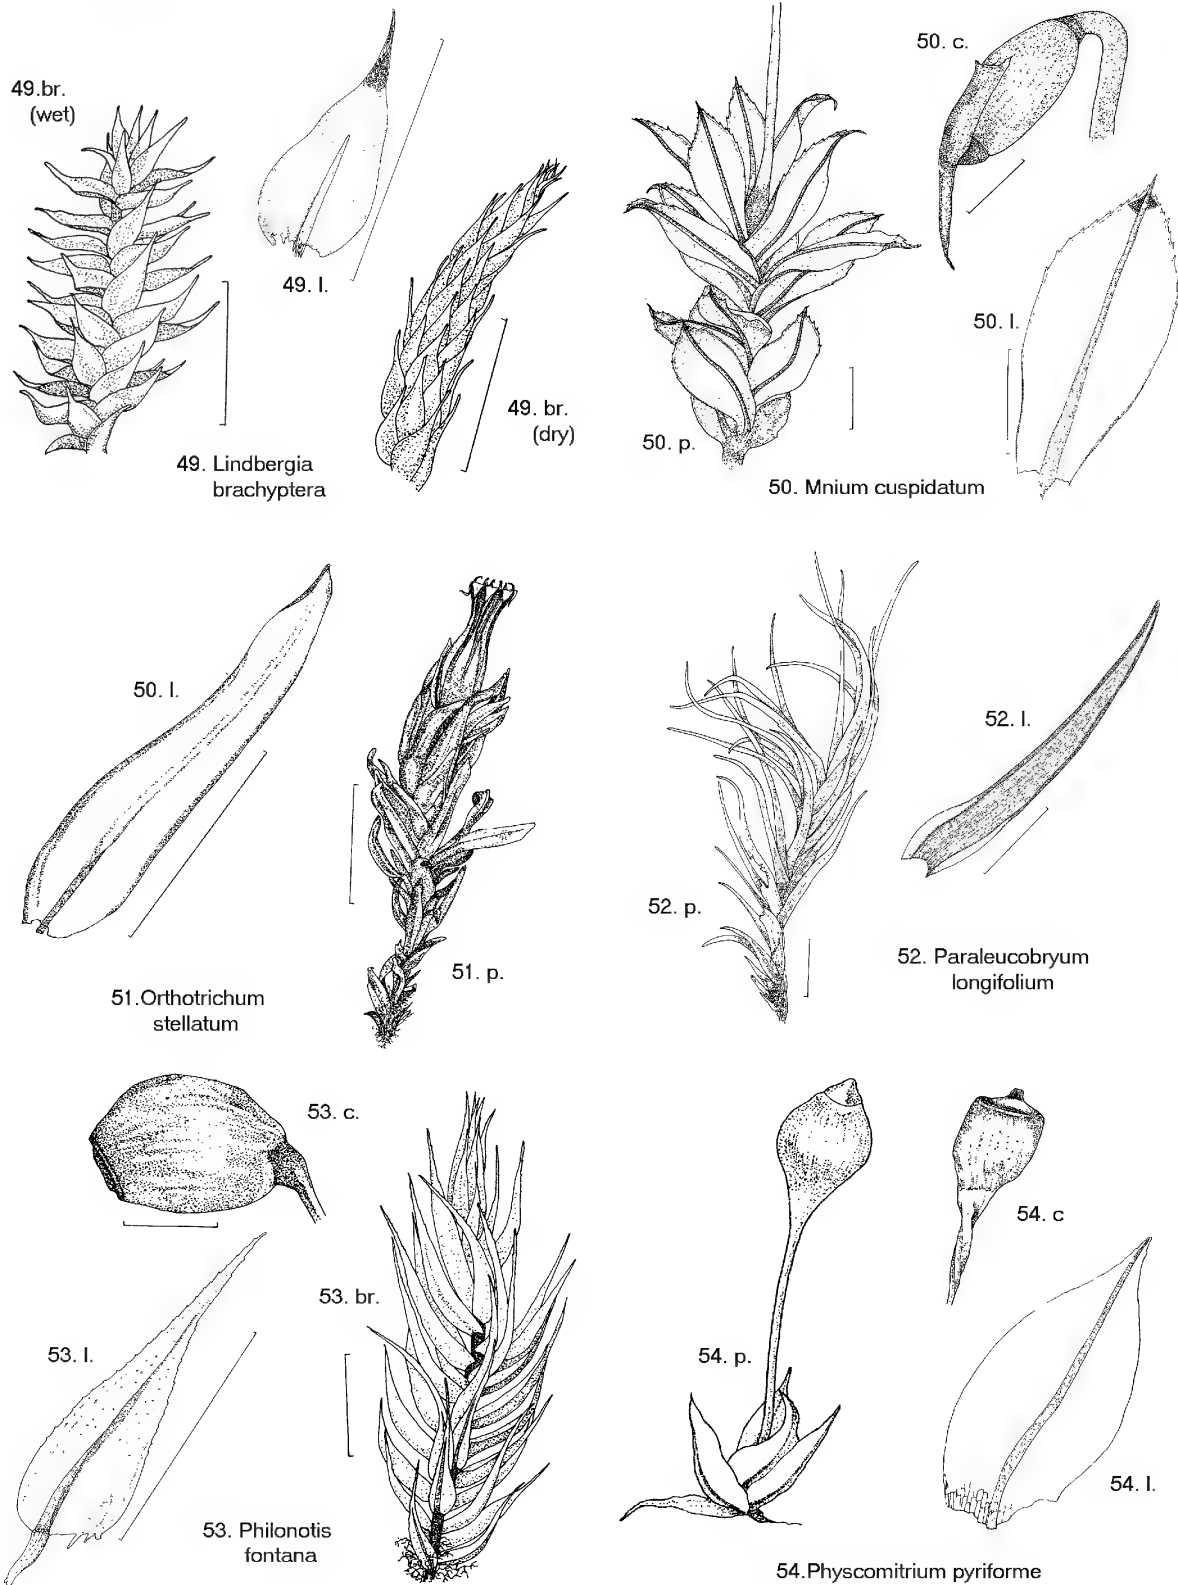 49.br.
(wet)
49. l.
49. br.
(dry)
49. Lindbergia
brachyptera
50. c.
50. l.
50. p.
50. Mnium cuspidatum
50. l.
51. p.
51.Orthotrichum
stellatum
52. l.
52. p.
52. Paraleucobryum
longifolium
53. c.
53. br.
53. l.
53. Philonotis
fontana
54. c
54. p.
54. l.
54.Physcomitrium pyriforme